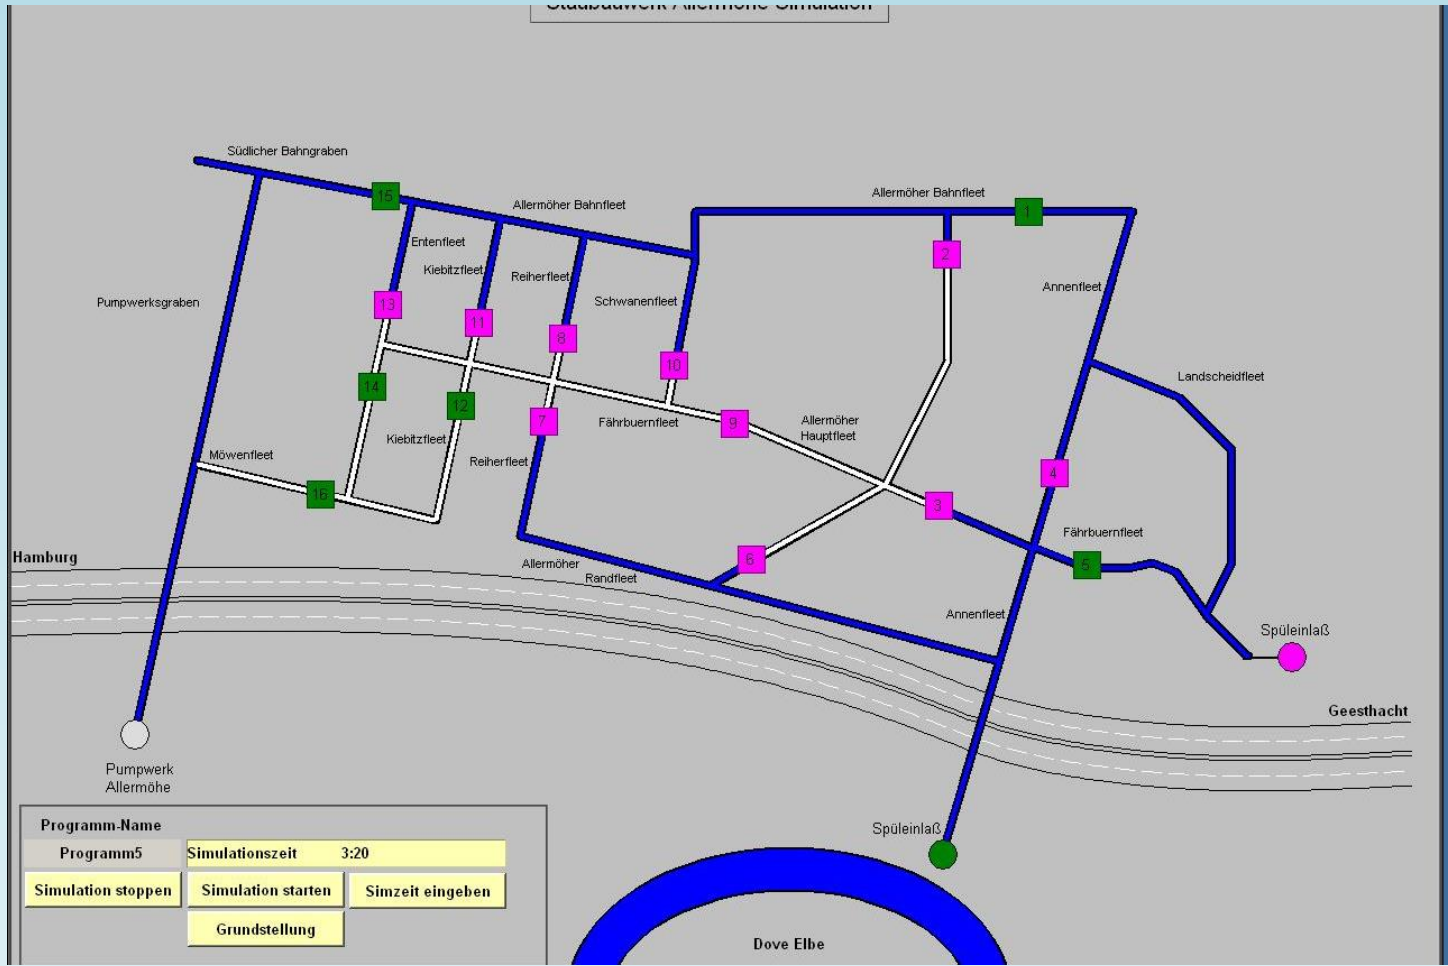 Staubauwerk Allermöhe Simulation
Südlicher Bahngraben
15
Allermöher Bahnfleet
Allermöher Bahnfleet
1
Entenfleet
Kiebitzfleet
Reiherfleet
Schwanenfleet
2
Annenfleet
Pumpwerksgraben
13
11
8
10
Landscheidfleet
14
12
7
9
Fährbuernfleet
Allermöher
Hauptfleet
Kiebitzfleet
Möwenfleet
Reiherfleet
4
16
3
Fährbuernfleet
5
Hamburg
6
Allermöher
Randfleet
Annenfleet
Spüleinlaß
Geesthacht
Pumpwerk
Allermöhe
Spüleinlaß
Programm-Name
Programm5
Simulationszeit 3:20
Simulation stoppen
Simulation starten
Simzeit eingeben
Grundstellung
Dove Elbe